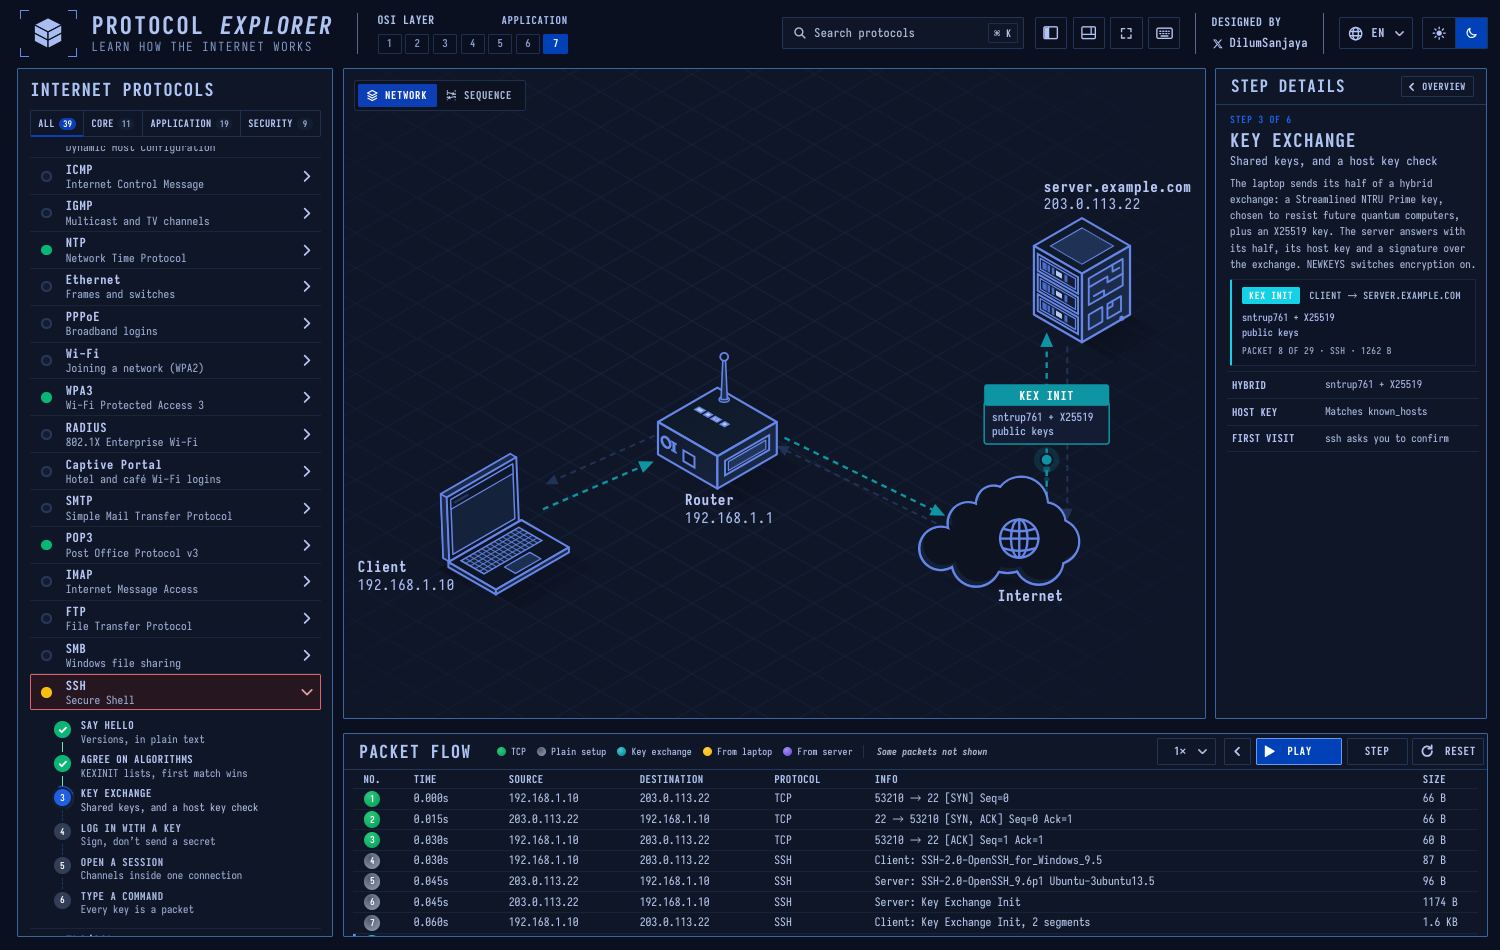 PROTOCOL EXPLORER
LEARN HOW THE INTERNET WORKS
OSI LAYER APPLICATION
1 2 3 4 5 6 7
Search protocols ⌘ K
DESIGNED BY
DilumSanjaya
EN
INTERNET PROTOCOLS
ALL 39 CORE 11 APPLICATION 19 SECURITY 9
Dynamic Host Configuration
ICMP
Internet Control Message
IGMP
Multicast and TV channels
NTP
Network Time Protocol
Ethernet
Frames and switches
PPPoE
Broadband logins
Wi-Fi
Joining a network (WPA2)
WPA3
Wi-Fi Protected Access 3
RADIUS
802.1X Enterprise Wi-Fi
Captive Portal
Hotel and café Wi-Fi logins
SMTP
Simple Mail Transfer Protocol
POP3
Post Office Protocol v3
IMAP
Internet Message Access
FTP
File Transfer Protocol
SMB
Windows file sharing
SSH
Secure Shell
SAY HELLO
Versions, in plain text
AGREE ON ALGORITHMS
KEXINIT lists, first match wins
3 KEY EXCHANGE
Shared keys, and a host key check
4 LOG IN WITH A KEY
Sign, don't send a secret
5 OPEN A SESSION
Channels inside one connection
6 TYPE A COMMAND
Every key is a packet
NETWORK SEQUENCE
server.example.com
203.0.113.22
KEX INIT
sntrup761 + X25519
public keys
Router
192.168.1.1
Client
192.168.1.10
Internet
STEP DETAILS
OVERVIEW
STEP 3 OF 6
KEY EXCHANGE
Shared keys, and a host key check
The laptop sends its half of a hybrid
exchange: a Streamlined NTRU Prime key,
chosen to resist future quantum computers,
plus an X25519 key. The server answers with
its half, its host key and a signature over
the exchange. NEWKEYS switches encryption on.
KEX INIT CLIENT → SERVER.EXAMPLE.COM
sntrup761 + X25519
public keys
PACKET 8 OF 29 · SSH · 1262 B
HYBRID sntrup761 + X25519
HOST KEY Matches known_hosts
FIRST VISIT ssh asks you to confirm
PACKET FLOW
TCP Plain setup Key exchange From laptop From server Some packets not shown
1× PLAY STEP RESET
NO. TIME SOURCE DESTINATION PROTOCOL INFO SIZE
1 0.000s 192.168.1.10 203.0.113.22 TCP 53210 → 22 [SYN] Seq=0 66 B
2 0.015s 203.0.113.22 192.168.1.10 TCP 22 → 53210 [SYN, ACK] Seq=0 Ack=1 66 B
3 0.030s 192.168.1.10 203.0.113.22 TCP 53210 → 22 [ACK] Seq=1 Ack=1 60 B
4 0.030s 192.168.1.10 203.0.113.22 SSH Client: SSH-2.0-OpenSSH_for_Windows_9.5 87 B
5 0.045s 203.0.113.22 192.168.1.10 SSH Server: SSH-2.0-OpenSSH_9.6p1 Ubuntu-3ubuntu13.5 96 B
6 0.045s 203.0.113.22 192.168.1.10 SSH Server: Key Exchange Init 1174 B
7 0.060s 192.168.1.10 203.0.113.22 SSH Client: Key Exchange Init, 2 segments 1.6 KB